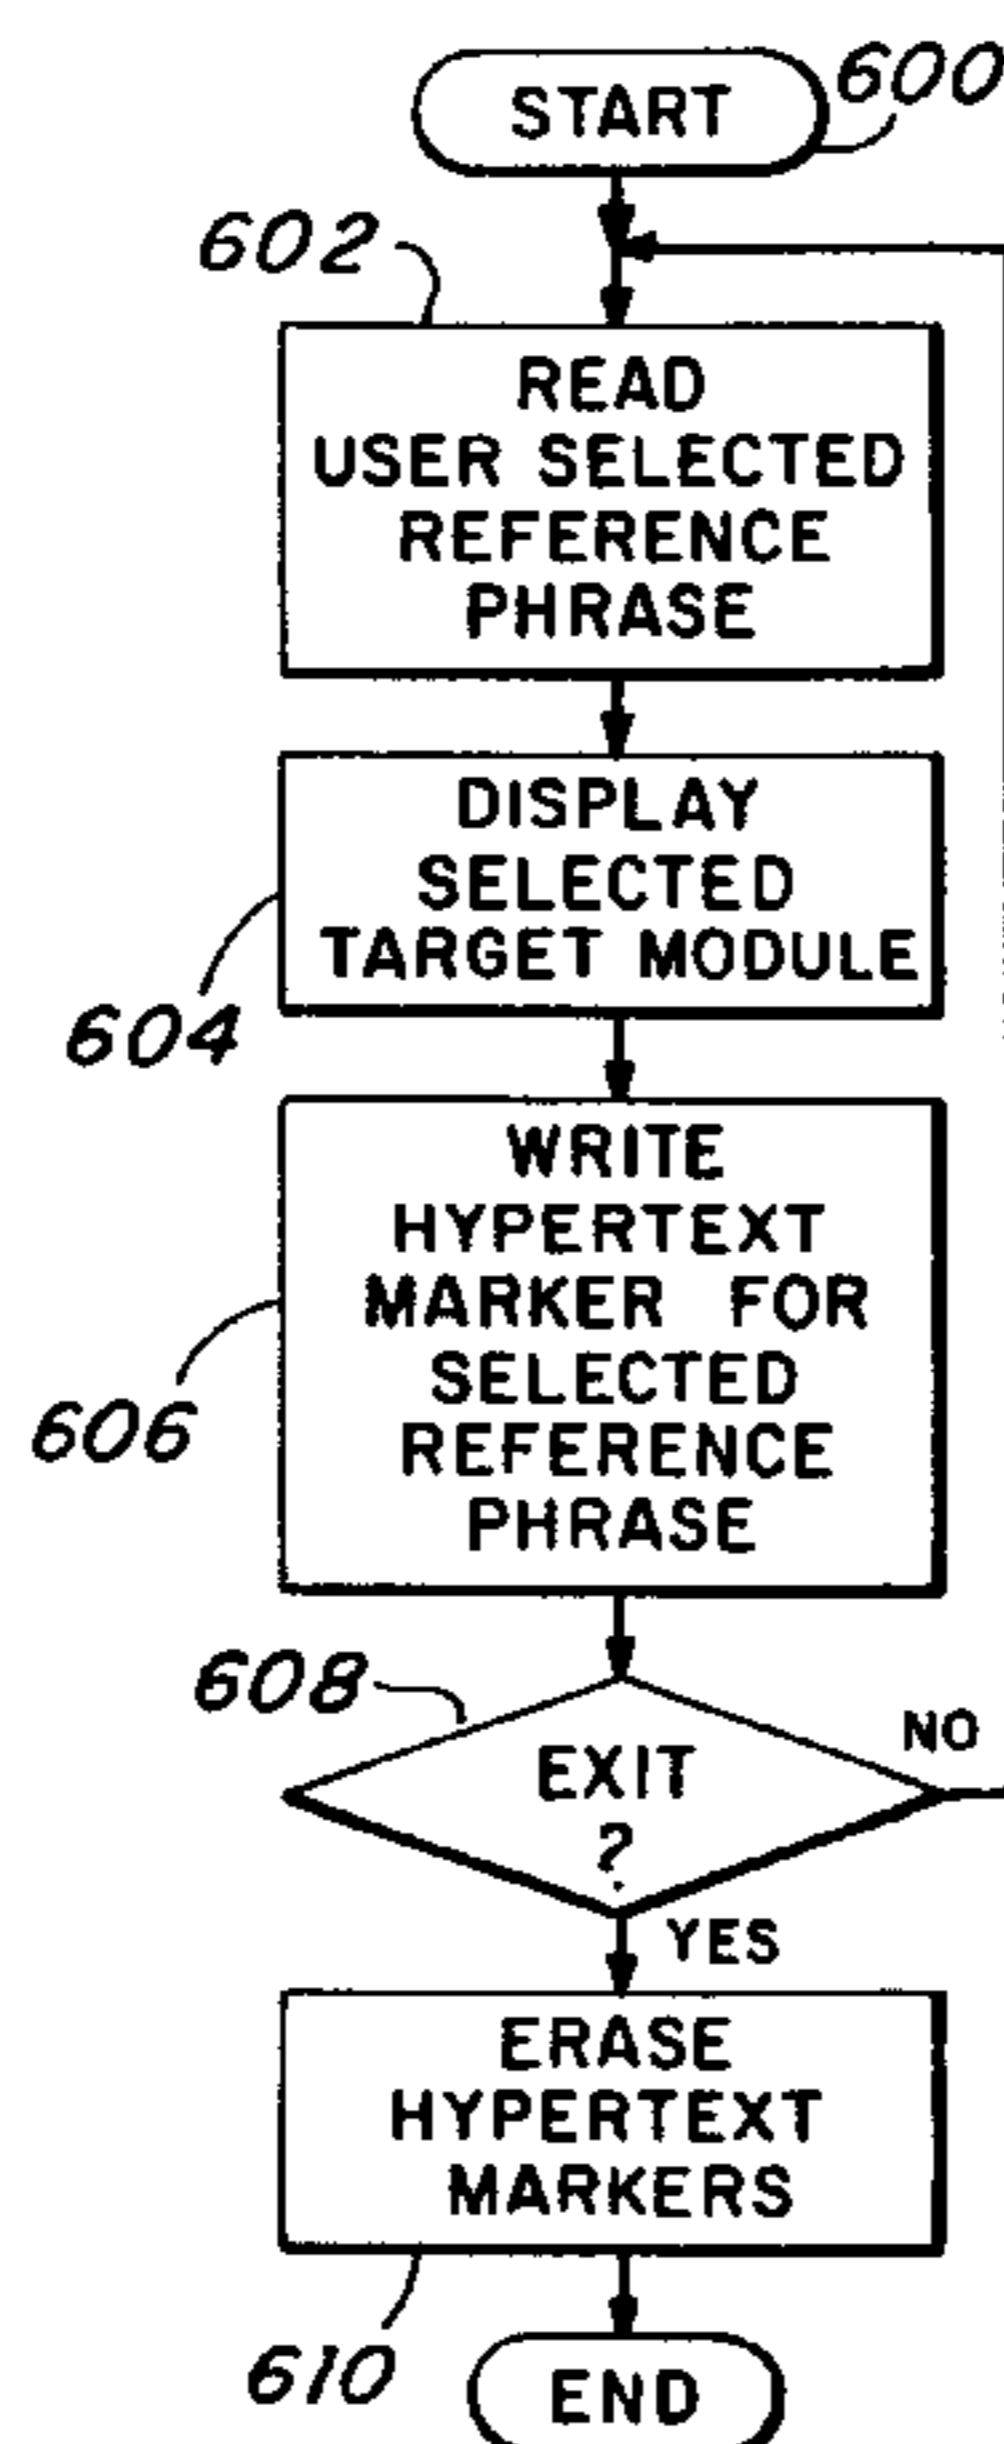 START
600
602
READ
USER SELECTED
REFERENCE
PHRASE
DISPLAY
SELECTED
TARGET MODULE
604
WRITE
HYPERTEXT
MARKER FOR
SELECTED
REFERENCE
PHRASE
606
608
EXIT
?
NO
YES
ERASE
HYPERTEXT
MARKERS
610
END